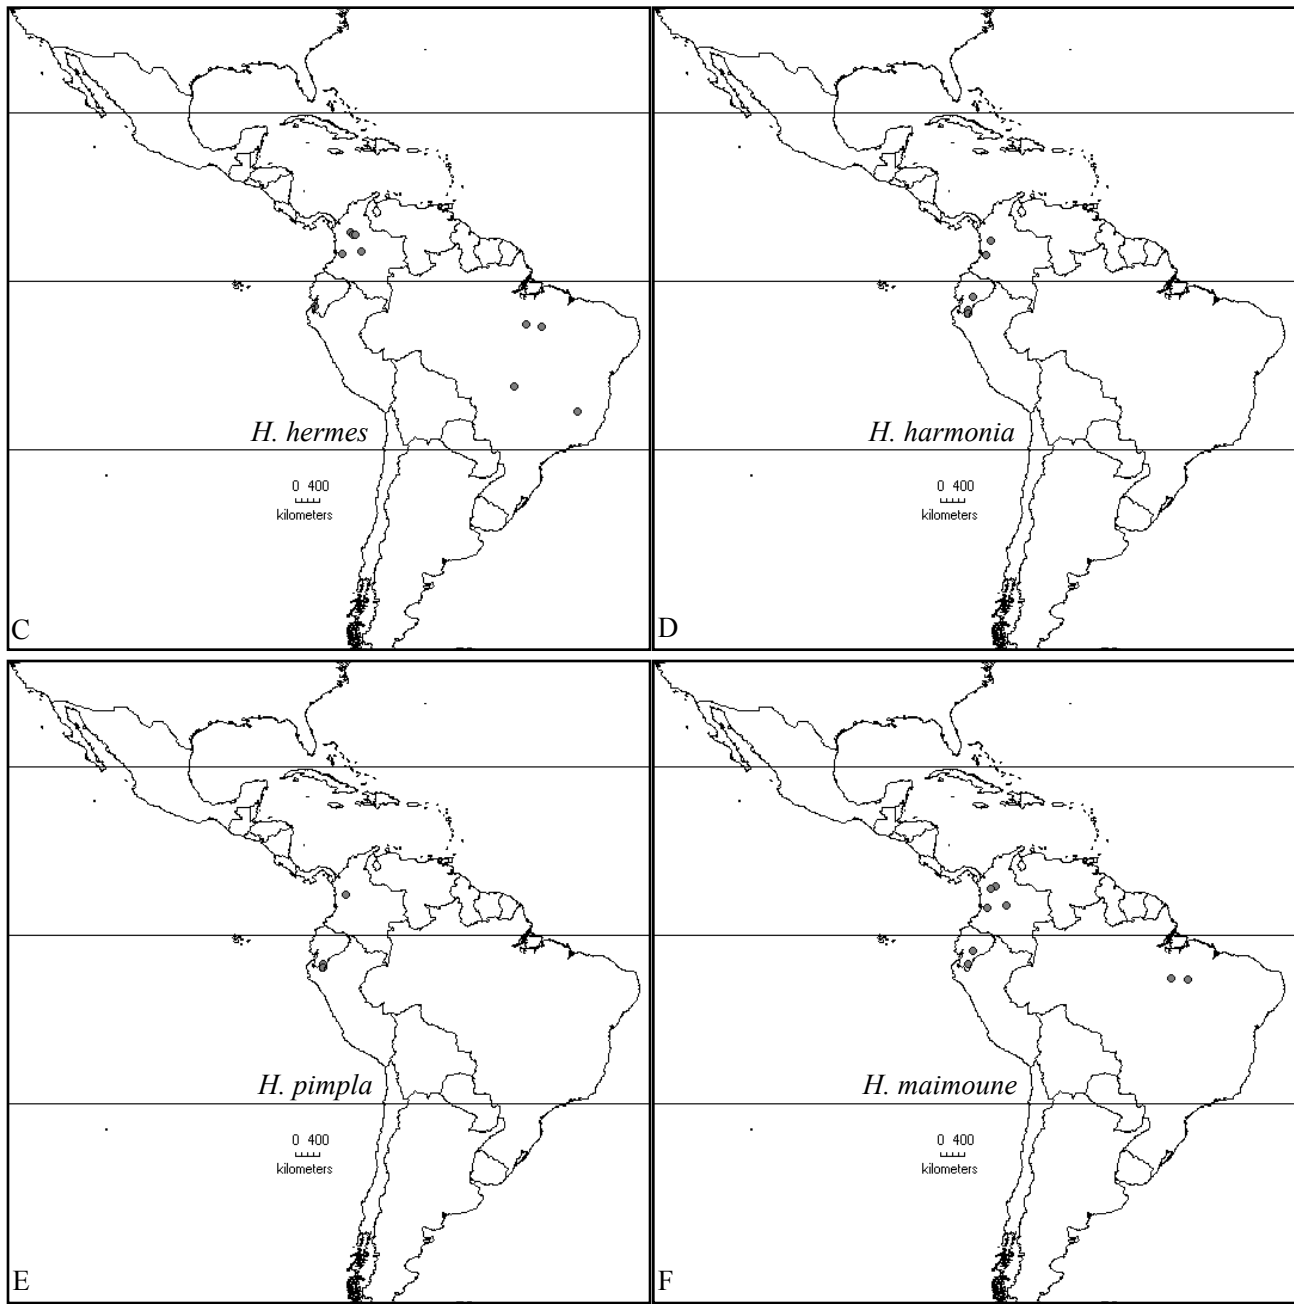 H. hermes
0 400
kilometers
C
H. harmonia
0 400
kilometers
D
H. pimpla
0 400
kilometers
E
H. maimoune
0 400
kilometers
F